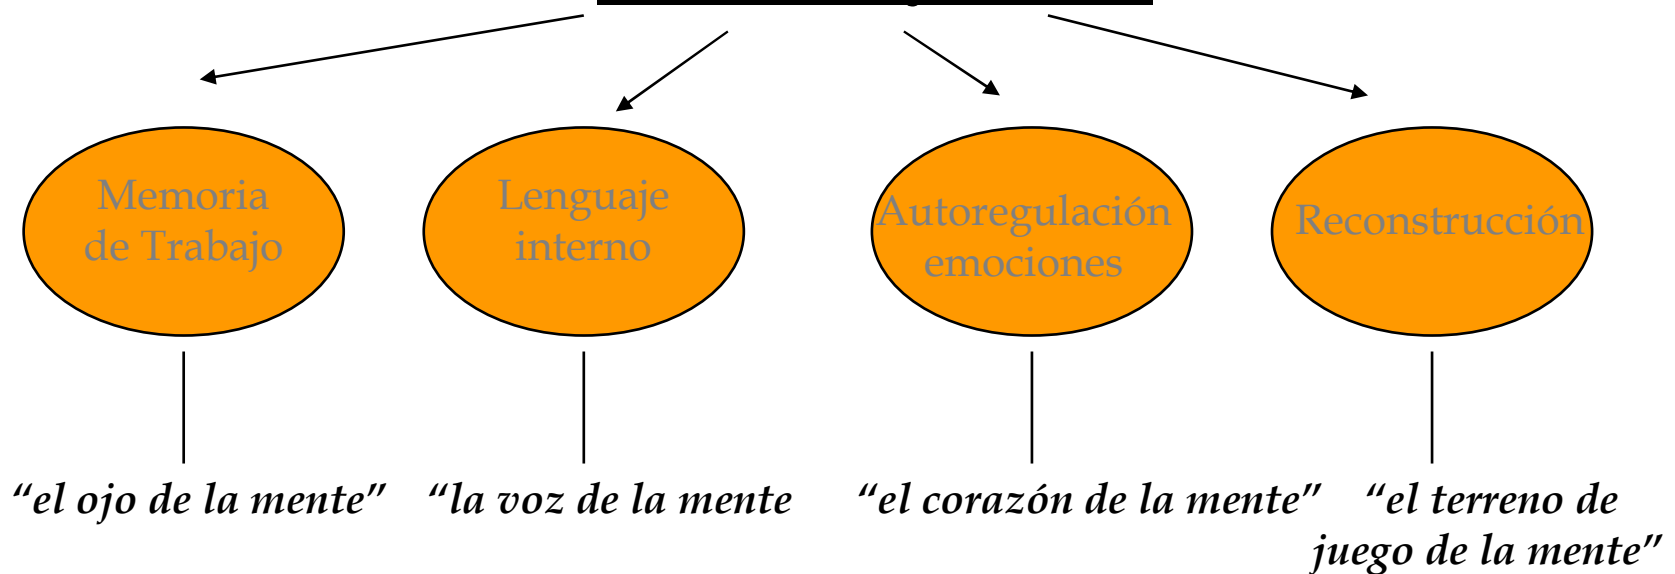 Memoria
de Trabajo
Lenguaje
interno
Autoregulación
emociones
Reconstrucción
“el ojo de la mente”
“la voz de la mente
“el corazón de la mente”
“el terreno de
juego de la mente”